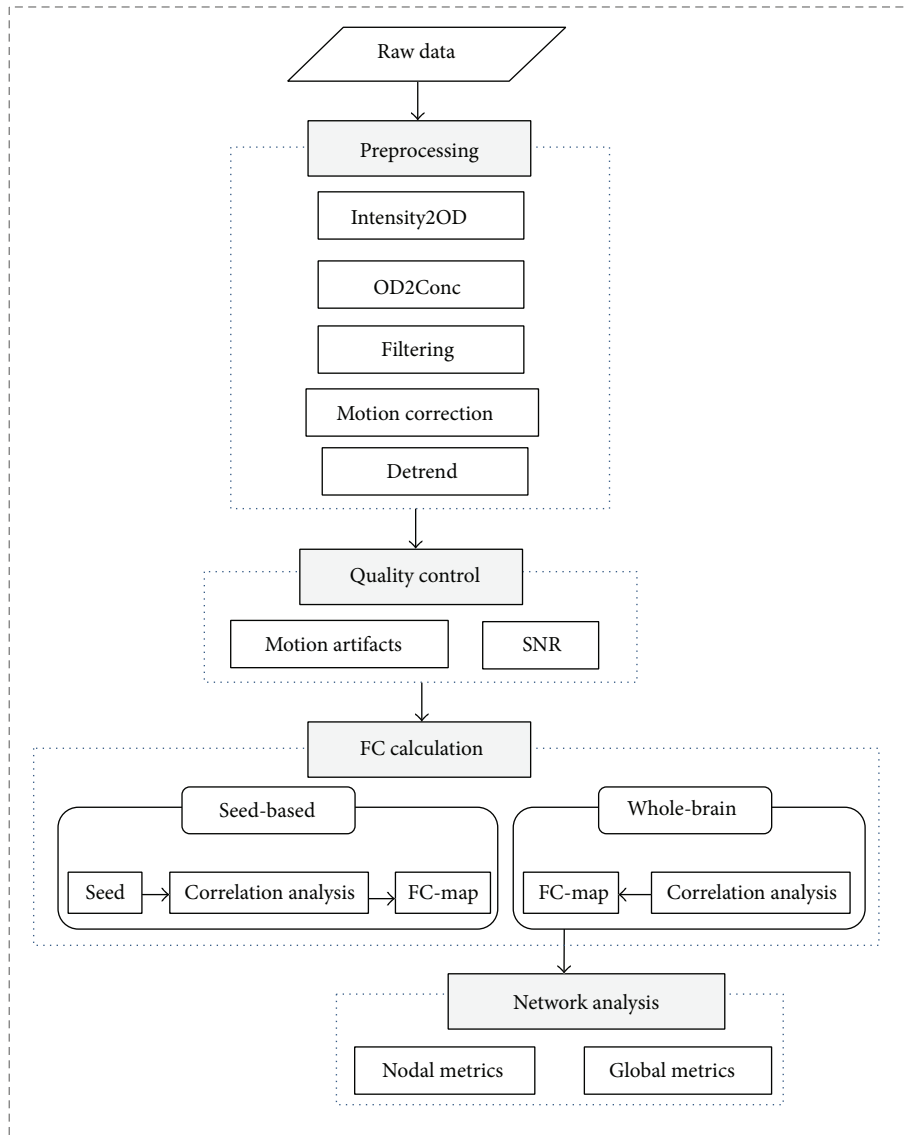 Raw data
Preprocessing
Intensity2OD
OD2Conc
Filtering
Motion correction
Detrend
Quality control
Motion artifacts
SNR
FC calculation
Seed-based
Whole-brain
Seed
Correlation analysis
FC-map
FC-map
Correlation analysis
Network analysis
Nodal metrics
Global metrics